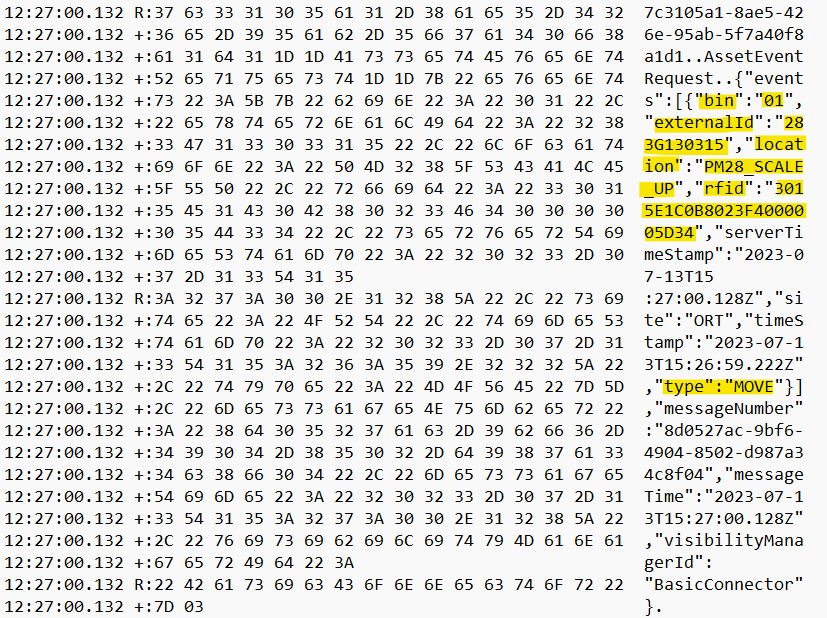 12:27:00.132 R:37 63 33 31 30 35 61 31 2D 38 61 65 35 2D 34 32 7c3105a1-8ae5-42
12:27:00.132 +:36 65 2D 39 35 61 62 2D 35 66 37 61 34 30 66 38 6e-95ab-5f7a40f8
12:27:00.132 +:61 31 64 31 1D 1D 41 73 73 65 74 45 76 65 6E 74 a1d1..AssetEvent
12:27:00.132 +:52 65 71 75 65 73 74 1D 1D 7B 22 65 76 65 6E 74 Request..{"event
12:27:00.132 +:73 22 3A 5B 7B 22 62 69 6E 22 3A 22 30 31 22 2C s":[{"bin":"01",
12:27:00.132 +:22 65 78 74 65 72 6E 61 6C 49 64 22 3A 22 32 38 "externalId":"28
12:27:00.132 +:33 47 31 33 30 33 31 35 22 2C 22 6C 6F 63 61 74 3G130315","locat
12:27:00.132 +:69 6F 6E 22 3A 22 50 4D 32 38 5F 53 43 41 4C 45 ion":"PM28_SCALE
12:27:00.132 +:5F 55 50 22 2C 22 72 66 69 64 22 3A 22 33 30 31 _UP","rfid":"301
12:27:00.132 +:35 45 31 43 30 42 38 30 32 33 46 34 30 30 30 30 5E1C0B8023F40000
12:27:00.132 +:30 35 44 33 34 22 2C 22 73 65 72 76 65 72 54 69 05D34","serverTi
12:27:00.132 +:6D 65 53 74 61 6D 70 22 3A 22 32 30 32 33 2D 30 meStamp":"2023-0
12:27:00.132 +:37 2D 31 33 54 31 35 7-13T15
12:27:00.132 R:3A 32 37 3A 30 30 2E 31 32 38 5A 22 2C 22 73 69 :27:00.128Z","si
12:27:00.132 +:74 65 22 3A 22 4F 52 54 22 2C 22 74 69 6D 65 53 te":"ORT","timeS
12:27:00.132 +:74 61 6D 70 22 3A 22 32 30 32 33 2D 30 37 2D 31 tamp":"2023-07-1
12:27:00.132 +:33 54 31 35 3A 32 36 3A 35 39 2E 32 32 32 5A 22 3T15:26:59.222Z"
12:27:00.132 +:2C 22 74 79 70 65 22 3A 22 4D 4F 56 45 22 7D 5D ,"type":"MOVE"}]
12:27:00.132 +:2C 22 6D 65 73 73 61 67 65 4E 75 6D 62 65 72 22 ,"messageNumber"
12:27:00.132 +:3A 22 38 64 30 35 32 37 61 63 2D 39 62 66 36 2D :"8d0527ac-9bf6-
12:27:00.132 +:34 39 30 34 2D 38 35 30 32 2D 64 39 38 37 61 33 4904-8502-d987a3
12:27:00.132 +:34 63 38 66 30 34 22 2C 22 6D 65 73 73 61 67 65 4c8f04","message
12:27:00.132 +:54 69 6D 65 22 3A 22 32 30 32 33 2D 30 37 2D 31 Time":"2023-07-1
12:27:00.132 +:33 54 31 35 3A 32 37 3A 30 30 2E 31 32 38 5A 22 3T15:27:00.128Z"
12:27:00.132 +:2C 22 76 69 73 69 62 69 6C 69 74 79 4D 61 6E 61 ,"visibilityMana
12:27:00.132 +:67 65 72 49 64 22 3A gerId":
12:27:00.132 R:22 42 61 73 69 63 43 6F 6E 6E 65 63 74 6F 72 22 "BasicConnector"
12:27:00.132 +:7D 03 }.